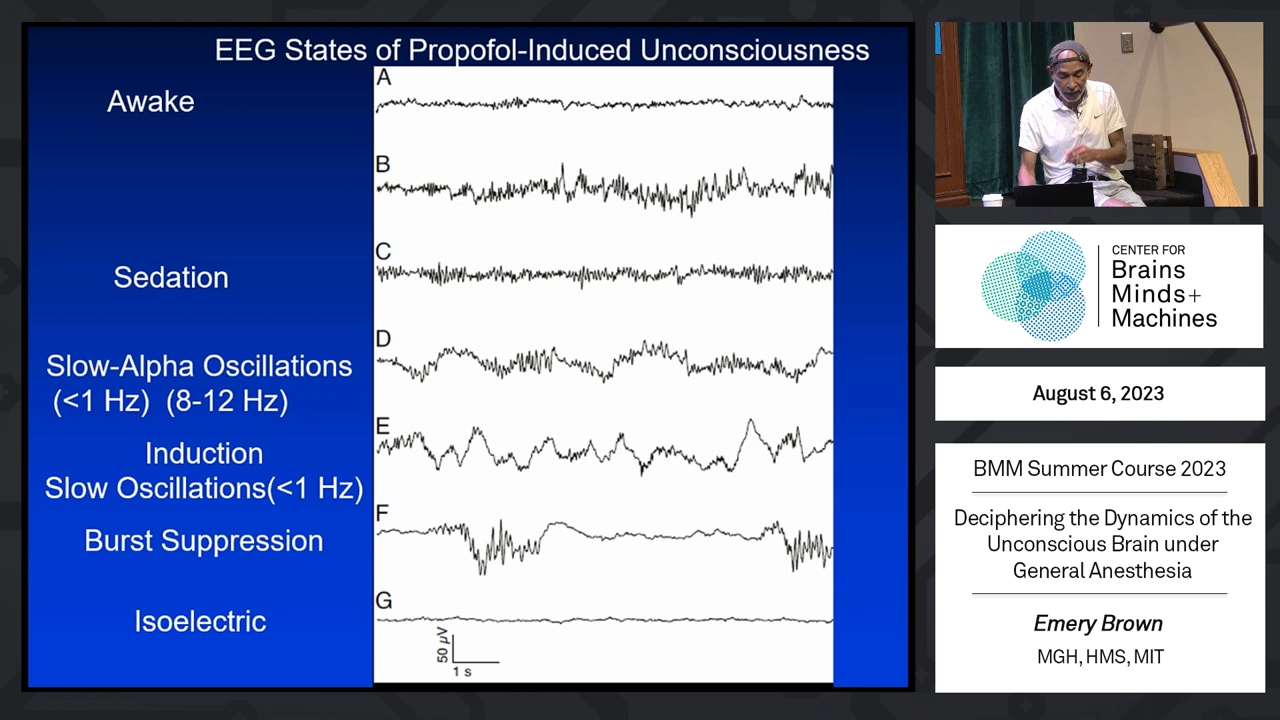 EEG States of Propofol-Induced Unconsciousness
A
Awake
B
C
Sedation
D
Slow-Alpha Oscillations
(<1 Hz) (8-12 Hz)
E
Induction
Slow Oscillations(<1 Hz)
F
Burst Suppression
G
Isoelectric
50 µV
1 s
CENTER FOR
Brains
Minds+
Machines
August 6, 2023
BMM Summer Course 2023
Deciphering the Dynamics of the
Unconscious Brain under
General Anesthesia
Emery Brown
MGH, HMS, MIT